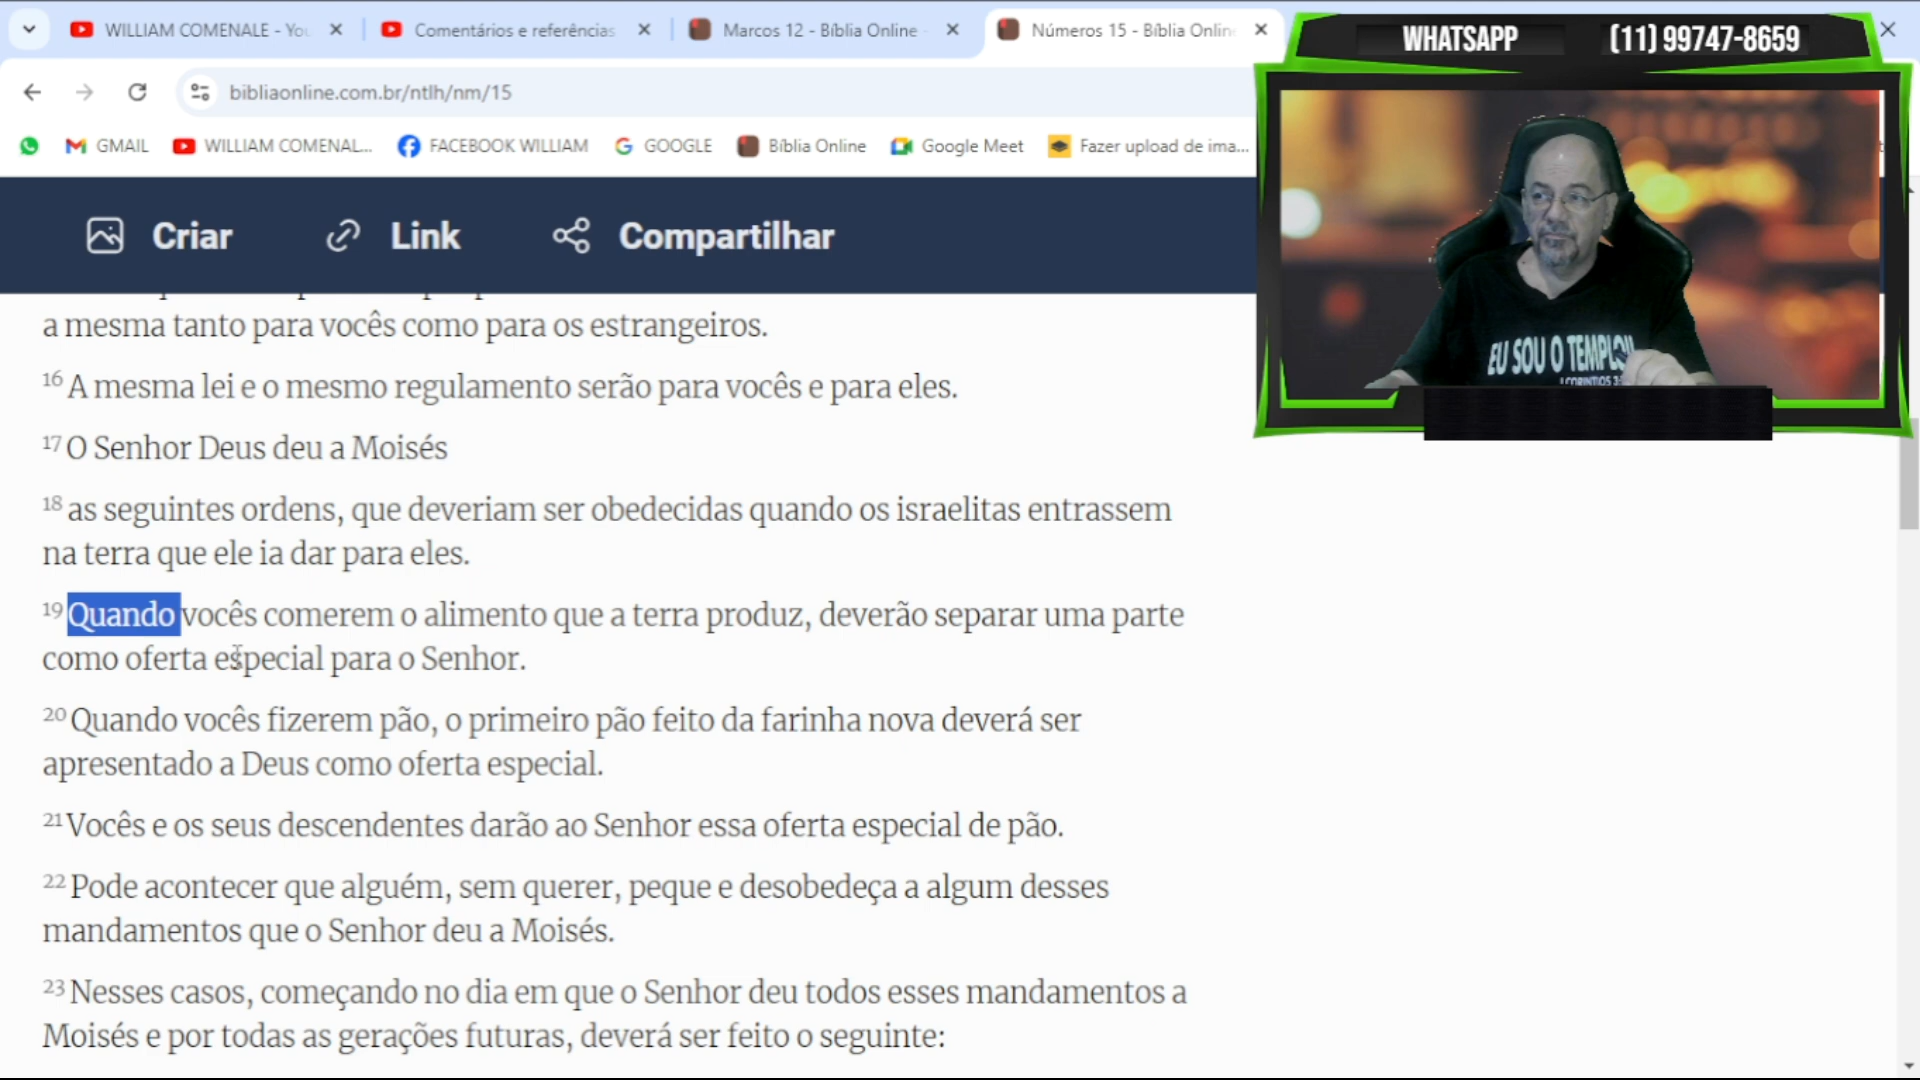 WILLIAM COMENALE - You
Comentários e referências
Marcos 12 - Bíblia Online
Números 15 - Bíblia Onlin
WHATSAPP (11) 99747-8659
bibliaonline.com.br/ntlh/nm/15
GMAIL
WILLIAM COMENAL...
FACEBOOK WILLIAM
GOOGLE
Bíblia Online
Google Meet
Fazer upload de ima...
Criar
Link
Compartilhar
EU SOU O TEMPLO
I CORÍNTIOS 3:
a mesma tanto para vocês como para os estrangeiros.
16 A mesma lei e o mesmo regulamento serão para vocês e para eles.
17 O Senhor Deus deu a Moisés
18 as seguintes ordens, que deveriam ser obedecidas quando os israelitas entrassem
na terra que ele ia dar para eles.
19 Quando vocês comerem o alimento que a terra produz, deverão separar uma parte
como oferta especial para o Senhor.
20 Quando vocês fizerem pão, o primeiro pão feito da farinha nova deverá ser
apresentado a Deus como oferta especial.
21 Vocês e os seus descendentes darão ao Senhor essa oferta especial de pão.
22 Pode acontecer que alguém, sem querer, peque e desobedeça a algum desses
mandamentos que o Senhor deu a Moisés.
23 Nesses casos, começando no dia em que o Senhor deu todos esses mandamentos a
Moisés e por todas as gerações futuras, deverá ser feito o seguinte: